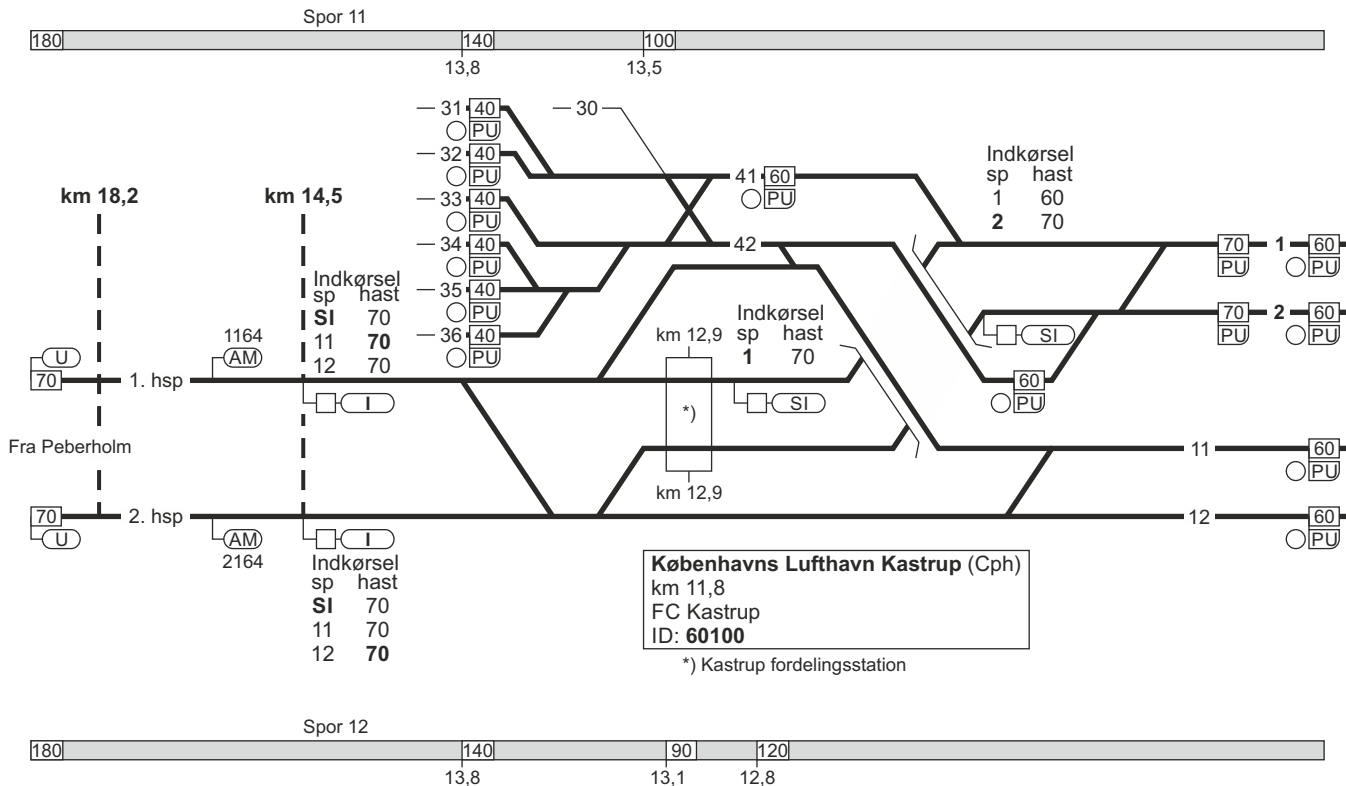 Spor 11
180 140 100
13,8 13,5
31 40 30
PU
32 40
PU
41 60
PU
Indkørsel
sp hast
1 60
2 70
km 18,2 km 14,5
33 40
PU
34 40
PU
42
70 1 60
PU PU
35 40
PU
36 40
PU
Indkørsel
sp hast
SI 70
11 70
12 70
Indkørsel
sp hast
1 70
km 12,9
SI
70 2 60
PU PU
1164
U AM
70 1. hsp
I
*)
SI
60
PU
Fra Peberholm
km 12,9
11 60
PU
70 2. hsp
U AM
2164
I
12 60
PU
Indkørsel
sp hast
SI 70
11 70
12 70
Københavns Lufthavn Kastrup (Cph)
km 11,8
FC Kastrup
ID: 60100
*) Kastrup fordelingsstation
Spor 12
180 140 90 120
13,8 13,1 12,8